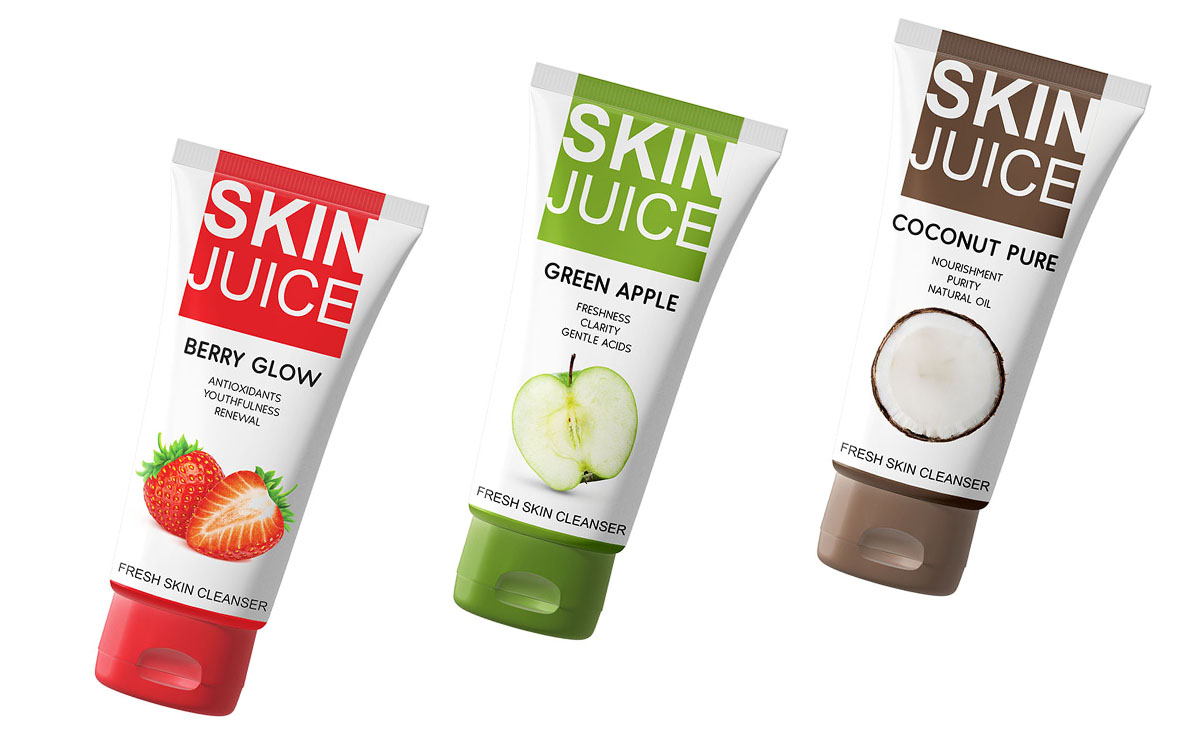 SKIN
JUICE
BERRY GLOW
ANTIOXIDANTS
YOUTHFULNESS
RENEWAL
FRESH SKIN CLEANSER
SKIN
JUICE
GREEN APPLE
FRESHNESS
CLARITY
GENTLE ACIDS
FRESH SKIN CLEANSER
SKIN
JUICE
COCONUT PURE
NOURISHMENT
PURITY
NATURAL OIL
FRESH SKIN CLEANSER